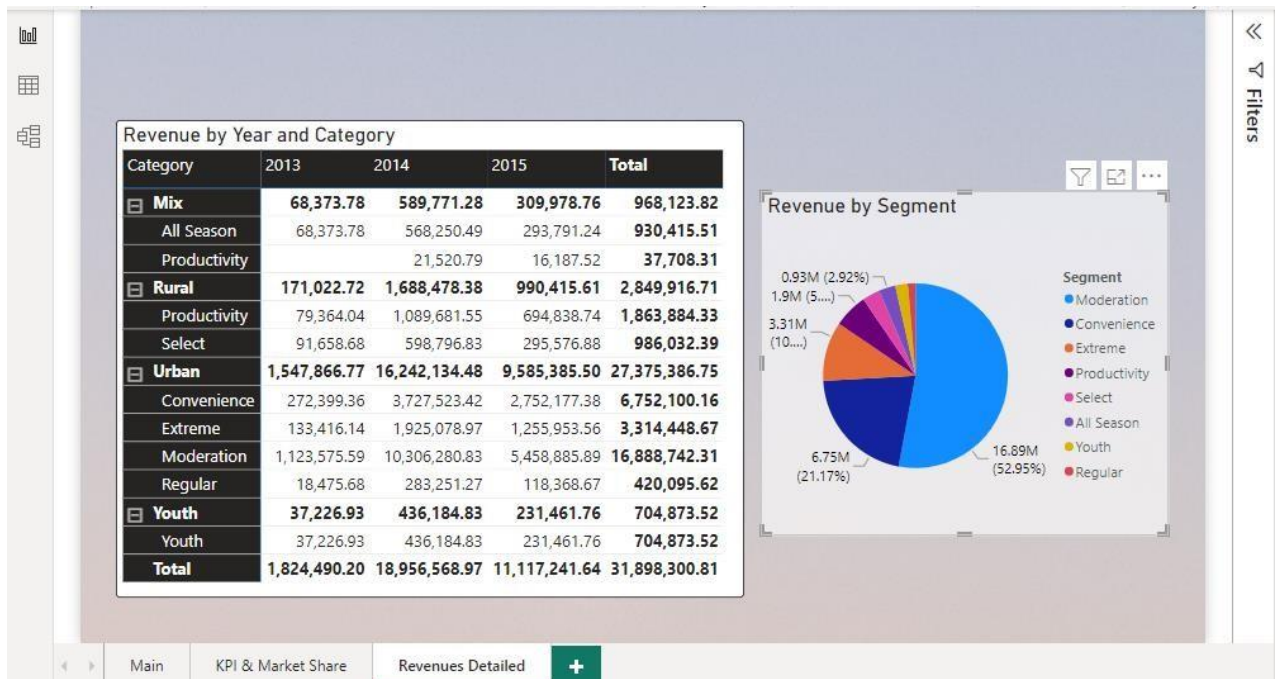 Filters
Revenue by Year and Category
Category 2013 2014 2015 Total
Mix 68,373.78 589,771.28 309,978.76 968,123.82
All Season 68,373.78 568,250.49 293,791.24 930,415.51
Productivity 21,520.79 16,187.52 37,708.31
Rural 171,022.72 1,688,478.38 990,415.61 2,849,916.71
Productivity 79,364.04 1,089,681.55 694,838.74 1,863,884.33
Select 91,658.68 598,796.83 295,576.88 986,032.39
Urban 1,547,866.77 16,242,134.48 9,585,385.50 27,375,386.75
Convenience 272,399.36 3,727,523.42 2,752,177.38 6,752,100.16
Extreme 133,416.14 1,925,078.97 1,255,953.56 3,314,448.67
Moderation 1,123,575.59 10,306,280.83 5,458,885.89 16,888,742.31
Regular 18,475.68 283,251.27 118,368.67 420,095.62
Youth 37,226.93 436,184.83 231,461.76 704,873.52
Youth 37,226.93 436,184.83 231,461.76 704,873.52
Total 1,824,490.20 18,956,568.97 11,117,241.64 31,898,300.81
Revenue by Segment
0.93M (2.92%)
1.9M (5....)
3.31M
(10....)
6.75M
(21.17%)
16.89M
(52.95%)
Segment
Moderation
Convenience
Extreme
Productivity
Select
All Season
Youth
Regular
Main KPI & Market Share Revenues Detailed